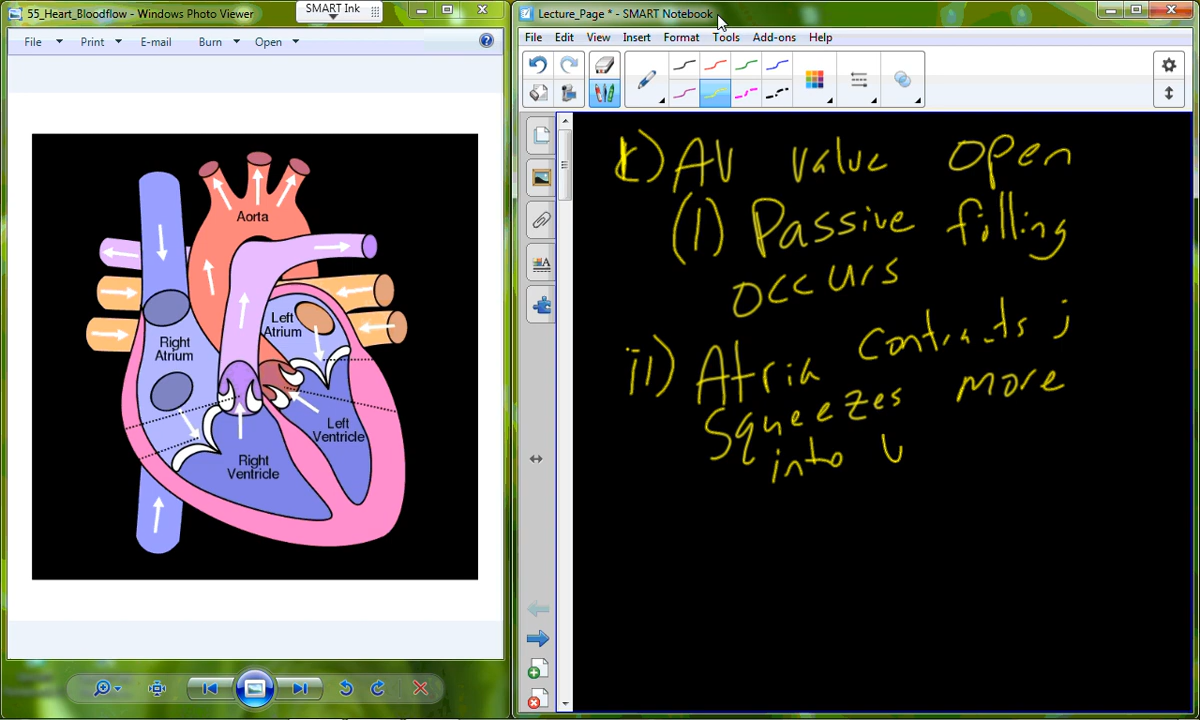 55_Heart_Bloodflow - Windows Photo Viewer
SMART Ink
File Print E-mail Burn Open
Aorta
Left
Atrium
Right
Atrium
Left
Ventricle
Right
Ventricle
Lecture_Page * - SMART Notebook
File Edit View Insert Format Tools Add-ons Help
AV value open
(1) Passive filling
occurs
ii) Atria contracts ;
squeezes more
into V